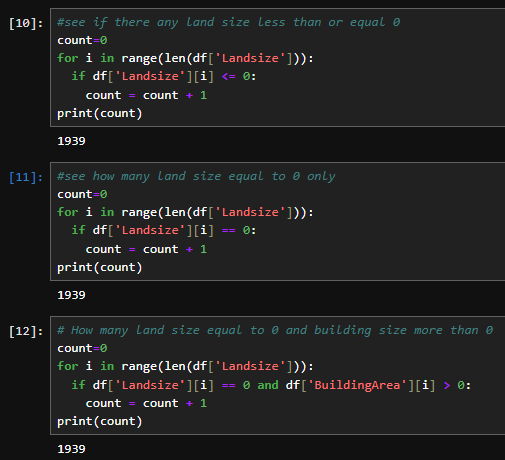 [10]: #see if there any land size less than or equal 0
count=0
for i in range(len(df['Landsize'])):
  if df['Landsize'][i] <= 0:
    count = count + 1
print(count)
1939
[11]: #see how many land size equal to 0 only
count=0
for i in range(len(df['Landsize'])):
  if df['Landsize'][i] == 0:
    count = count + 1
print(count)
1939
[12]: # How many land size equal to 0 and building size more than 0
count=0
for i in range(len(df['Landsize'])):
  if df['Landsize'][i] == 0 and df['BuildingArea'][i] > 0:
    count = count + 1
print(count)
1939